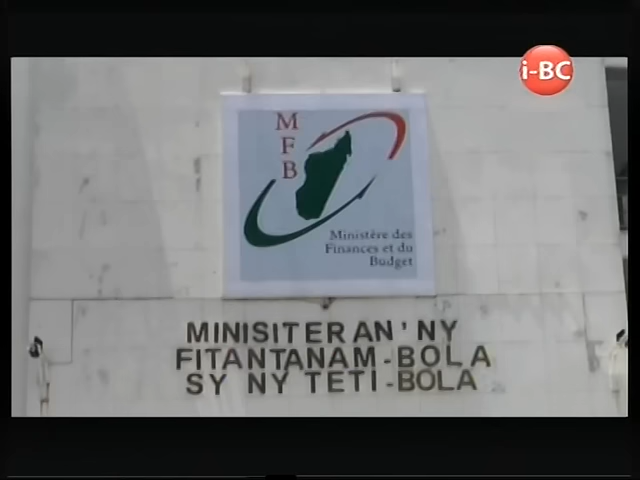 i-BC
M
F
B
Ministère des
Finances et du
Budget
MINISITERAN'NY
FITANTANAM-BOLA
SY NY TETI-BOLA